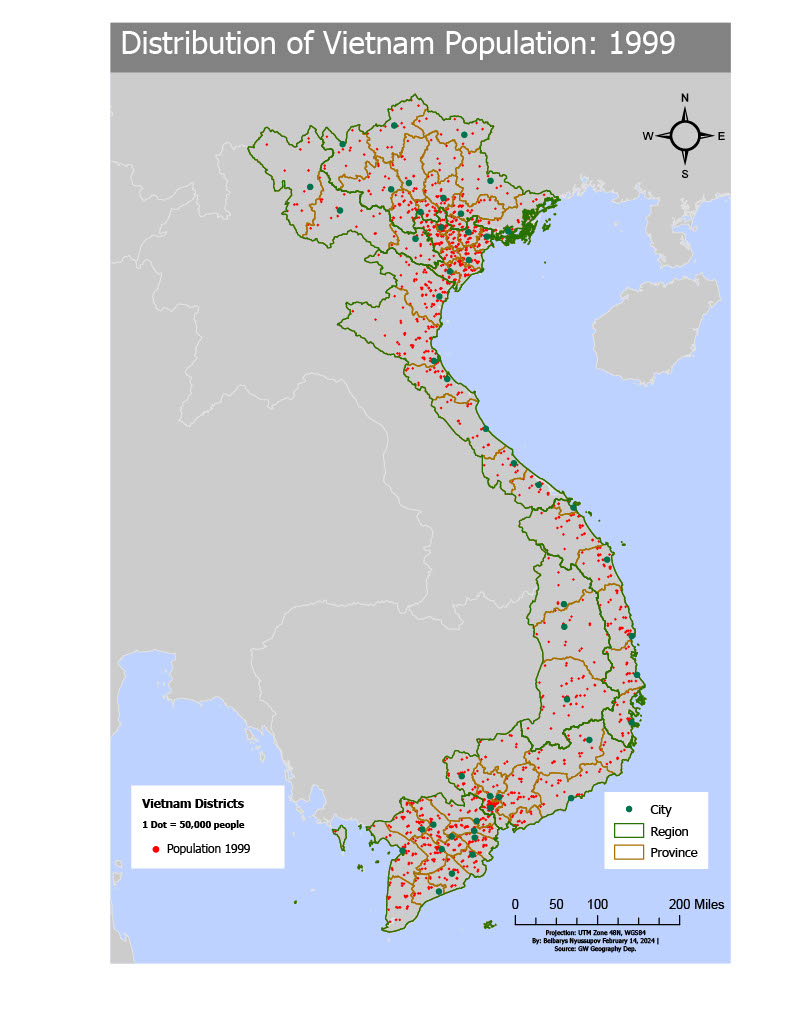 Distribution of Vietnam Population: 1999
N
W E
S
Vietnam Districts
1 Dot = 50,000 people
Population 1999
City
Region
Province
0 50 100 200 Miles
Projection: UTM Zone 48N, WGS84
By: Beibarys Nyussupov February 14, 2024 |
Source: GW Geography Dep.